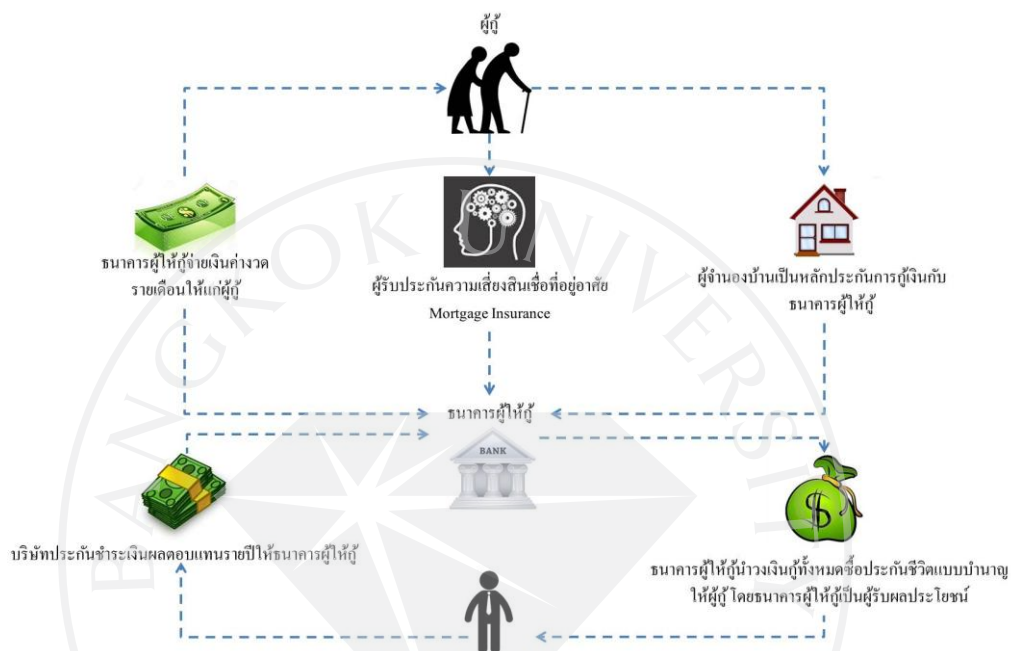 ผู้กู้
ธนาคารผู้ให้กู้จ่ายเงินค่างวด
รายเดือนให้แก่ผู้กู้
ผู้รับประกันความเสี่ยงสินเชื่อที่อยู่อาศัย
Mortgage Insurance
ผู้จำนองบ้านเป็นหลักประกันการกู้เงินกับ
ธนาคารผู้ให้กู้
ธนาคารผู้ให้กู้
BANK
บริษัทประกันชำระเงินผลตอบแทนรายปีให้ธนาคารผู้ให้กู้
ธนาคารผู้ให้กู้นำวงเงินกู้ทั้งหมดซื้อประกันชีวิตแบบบำนาญ
ให้ผู้กู้ โดยธนาคารผู้ให้กู้เป็นผู้รับผลประโยชน์
BANGKOK UNIVERSITY